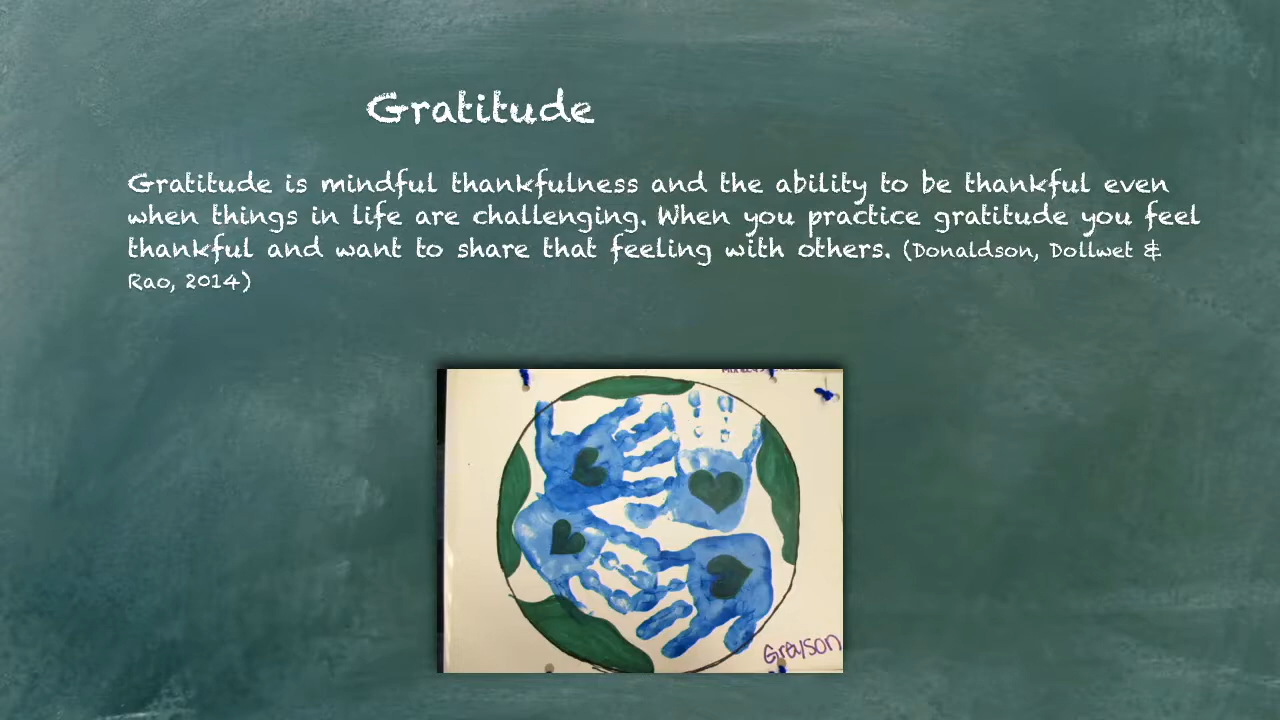 Gratitude
Gratitude is mindful thankfulness and the ability to be thankful even
when things in life are challenging. When you practice gratitude you feel
thankful and want to share that feeling with others. (Donaldson, Dollwet &
Rao, 2014)
Greyson